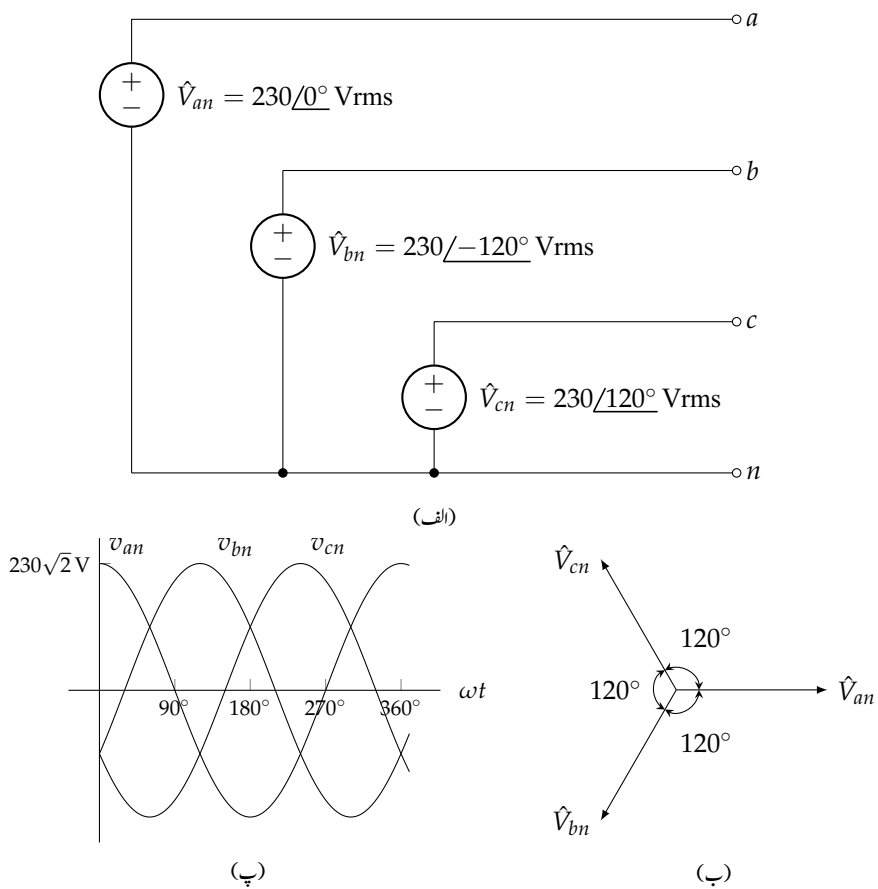 a
+
−
V̂an = 230/0° Vrms
b
+
−
V̂bn = 230/−120° Vrms
c
+
−
V̂cn = 230/120° Vrms
n
(الف)
230√2 V
van
vbn
vcn
ωt
90°
180°
270°
360°
(پ)
V̂cn
120°
120°
V̂an
120°
V̂bn
(ب)